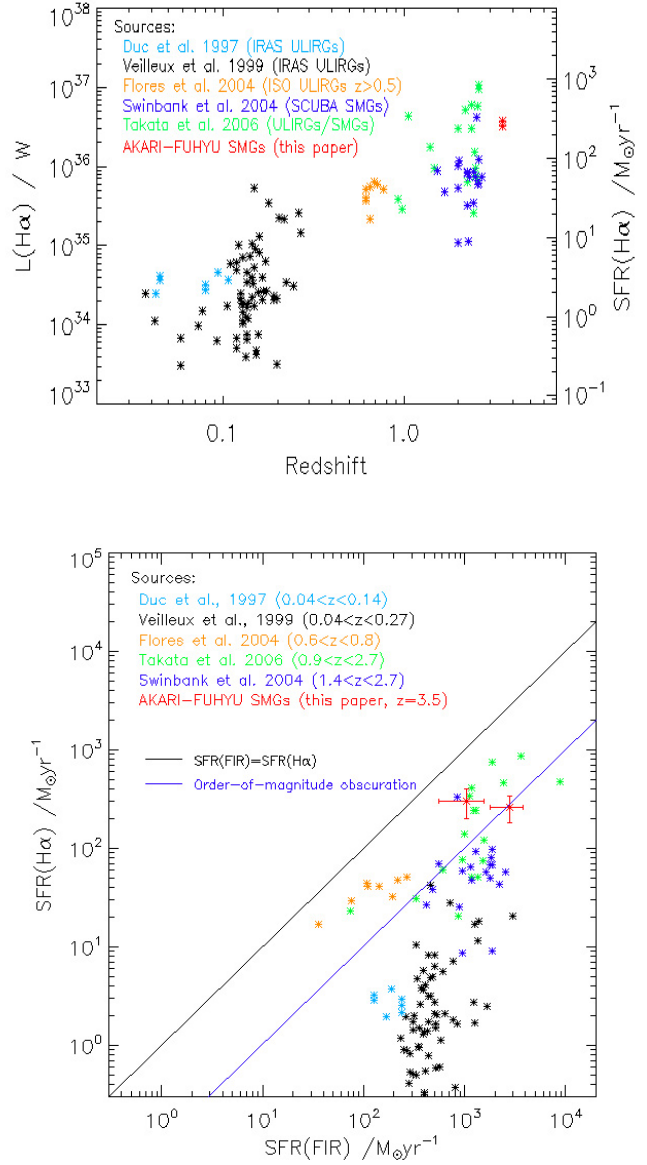 10^38
Sources:
Duc et al. 1997 (IRAS ULIRGs)
Veilleux et al. 1999 (IRAS ULIRGs)
Flores et al. 2004 (ISO ULIRGs z>0.5)
Swinbank et al. 2004 (SCUBA SMGs)
Takata et al. 2006 (ULIRGs/SMGs)
AKARI-FUHYU SMGs (this paper)
10^37
10^36
10^35
10^34
10^33
L(Hα) / W
10^3
10^2
10^1
10^0
10^-1
SFR(Hα) /M⊙yr^-1
0.1
1.0
Redshift
10^5
Sources:
Duc et al., 1997 (0.04<z<0.14)
Veilleux et al., 1999 (0.04<z<0.27)
Flores et al. 2004 (0.6<z<0.8)
Takata et al. 2006 (0.9<z<2.7)
Swinbank et al. 2004 (1.4<z<2.7)
AKARI-FUHYU SMGs (this paper, z=3.5)
SFR(FIR)=SFR(Hα)
Order-of-magnitude obscuration
10^4
10^3
10^2
10^1
10^0
SFR(Hα) /M⊙yr^-1
10^0
10^1
10^2
10^3
10^4
SFR(FIR) /M⊙yr^-1